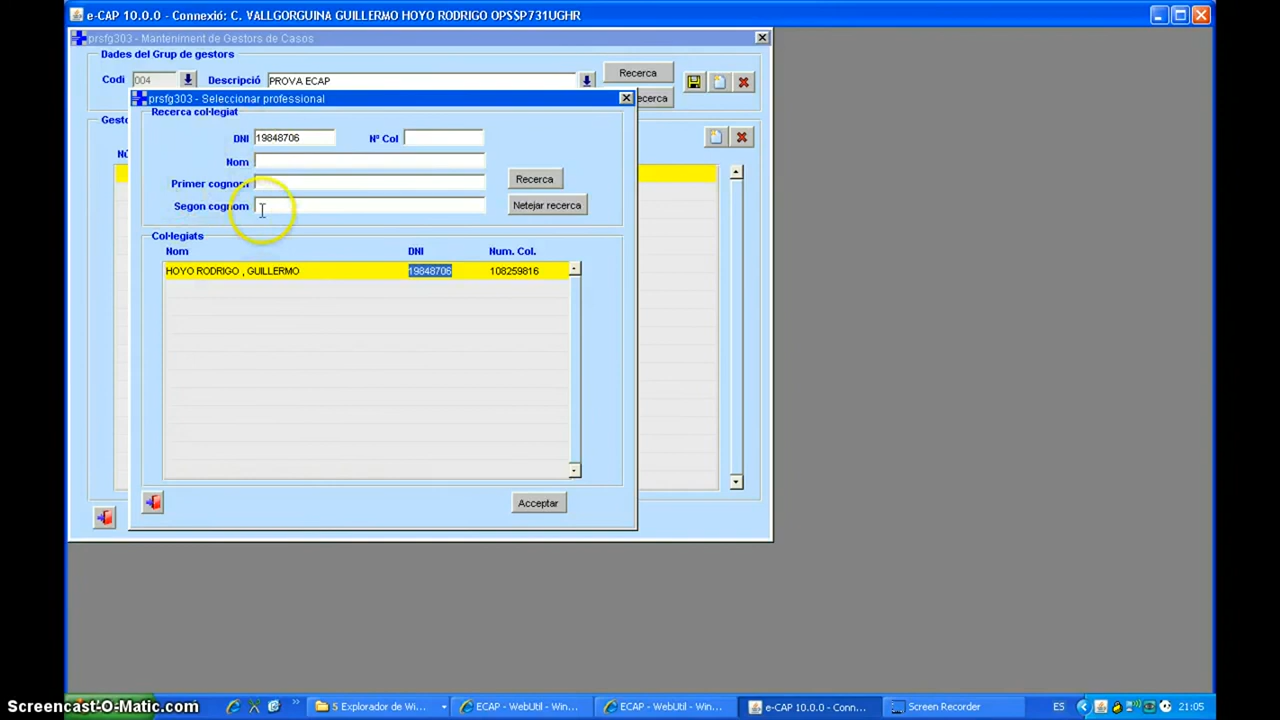 e-CAP 10.0.0 - Connexió: C. VALLGORGUINA GUILLERMO HOYO RODRIGO OPS$P731UGHR
prsfg303 - Manteniment de Gestors de Casos
Dades del Grup de gestors
Codi 004 Descripció PROVA ECAP Recerca
prsfg303 - Seleccionar professional
Recerca col·legiat
DNI 19848706 Nº Col
Nom
Primer cognom Recerca
Segon cognom Netejar recerca
Col·legiats
Nom DNI Num. Col.
HOYO RODRIGO , GUILLERMO 19848706 108259816
Acceptar
Screencast-O-Matic.com
5 Explorador de Wi...
ECAP - WebUtil - Win...
ECAP - WebUtil - Win...
e-CAP 10.0.0 - Conn...
Screen Recorder
ES
21:05